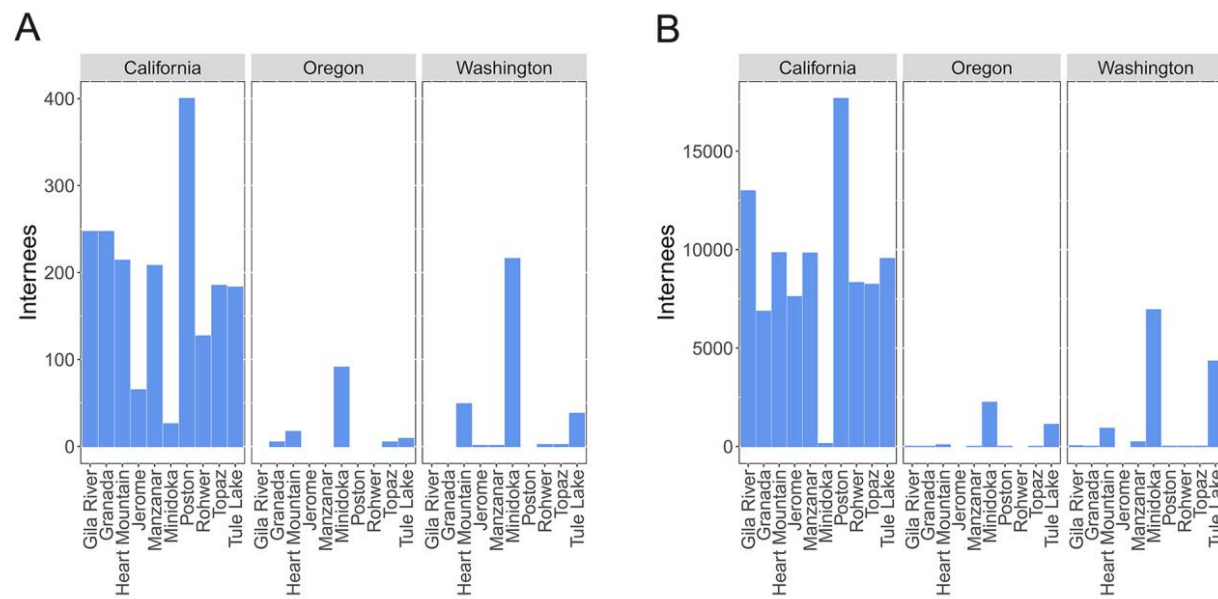 A
California
Oregon
Washington
400
300
200
100
0
Internees
Gila River
Granada
Heart Mountain
Jerome
Manzanar
Minidoka
Poston
Rohwer
Topaz
Tule Lake
Gila River
Granada
Heart Mountain
Jerome
Manzanar
Minidoka
Poston
Rohwer
Topaz
Tule Lake
Gila River
Granada
Heart Mountain
Jerome
Manzanar
Minidoka
Poston
Rohwer
Topaz
Tule Lake
B
California
Oregon
Washington
15000
10000
5000
0
Internees
Gila River
Granada
Heart Mountain
Jerome
Manzanar
Minidoka
Poston
Rohwer
Topaz
Tule Lake
Gila River
Granada
Heart Mountain
Jerome
Manzanar
Minidoka
Poston
Rohwer
Topaz
Tule Lake
Gila River
Granada
Heart Mountain
Jerome
Manzanar
Minidoka
Poston
Rohwer
Topaz
Tule Lake